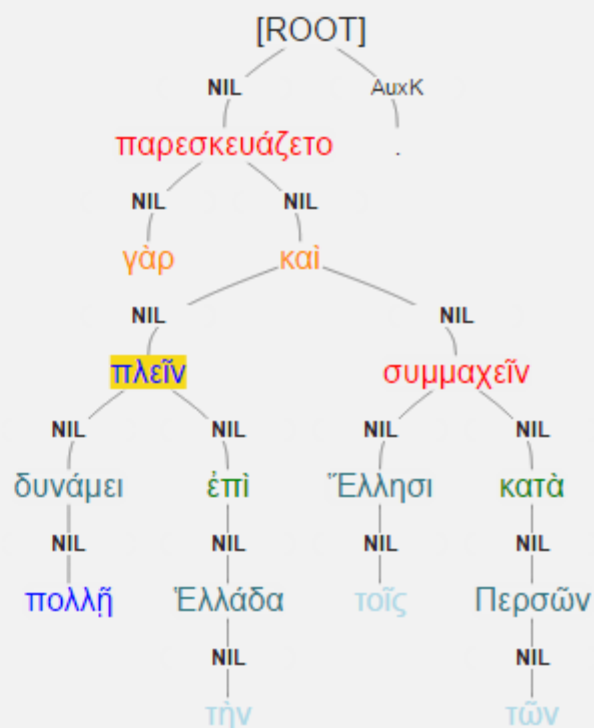 [ROOT]
NIL AuxK
παρεσκευάζετο .
NIL NIL
γὰρ καὶ
NIL NIL
πλεῖν συμμαχεῖν
NIL NIL NIL NIL
δυνάμει ἐπὶ Ἕλλησι κατὰ
NIL NIL NIL NIL
πολλῇ Ἑλλάδα τοῖς Περσῶν
NIL NIL
τὴν τῶν